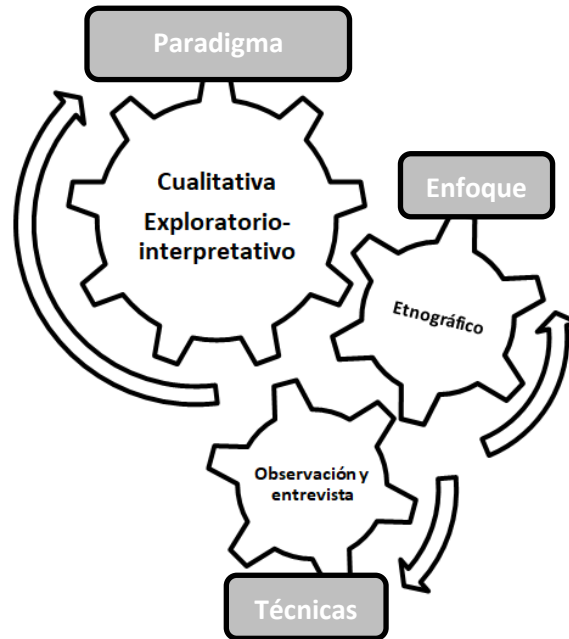 Paradigma
Cualitativa
Exploratorio-
interpretativo
Enfoque
Etnográfico
Observación y
entrevista
Técnicas